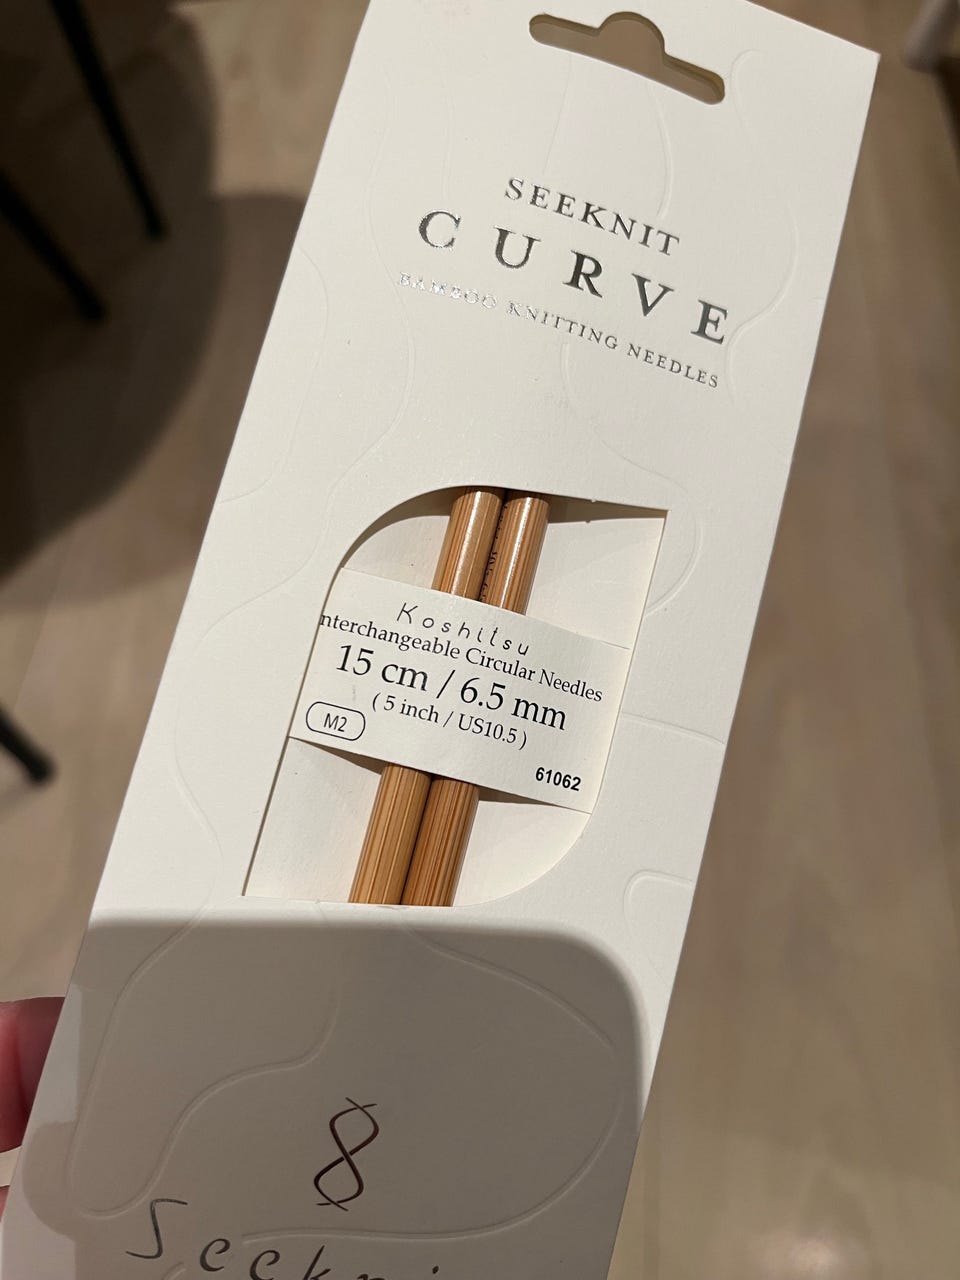 SEEKNIT
CURVE
BAMBOO KNITTING NEEDLES
Koshitsu
nterchangeable Circular Needles
15 cm / 6.5 mm
( 5 inch / US10.5 )
M2
61062